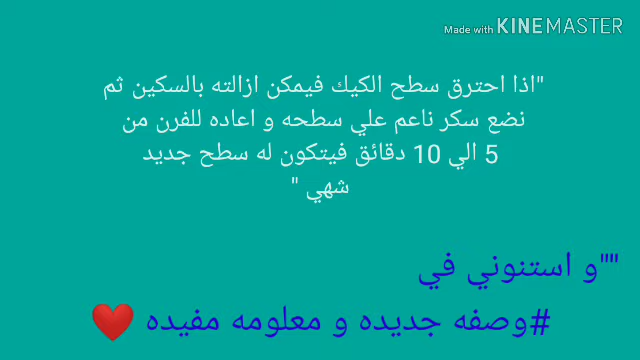 Made with KINEMASTER
"اذا احترق سطح الكيك فيمكن ازالته بالسكين ثم
نضع سكر ناعم علي سطحه و اعاده للفرن من
5 الي 10 دقائق فيتكون له سطح جديد
شهي "
""و استنوني في
#وصفه جديده و معلومه مفيده ❤️